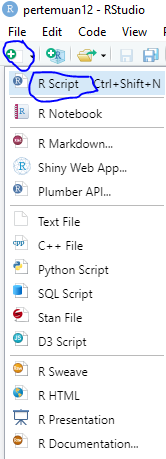 pertemuan12 - RStudio
File Edit Code
R Script Ctrl+Shift+N
R Notebook
R Markdown...
Shiny Web App...
Plumber API...
Text File
C++ File
Python Script
SQL Script
Stan File
D3 Script
R Sweave
R HTML
R Presentation
R Documentation...